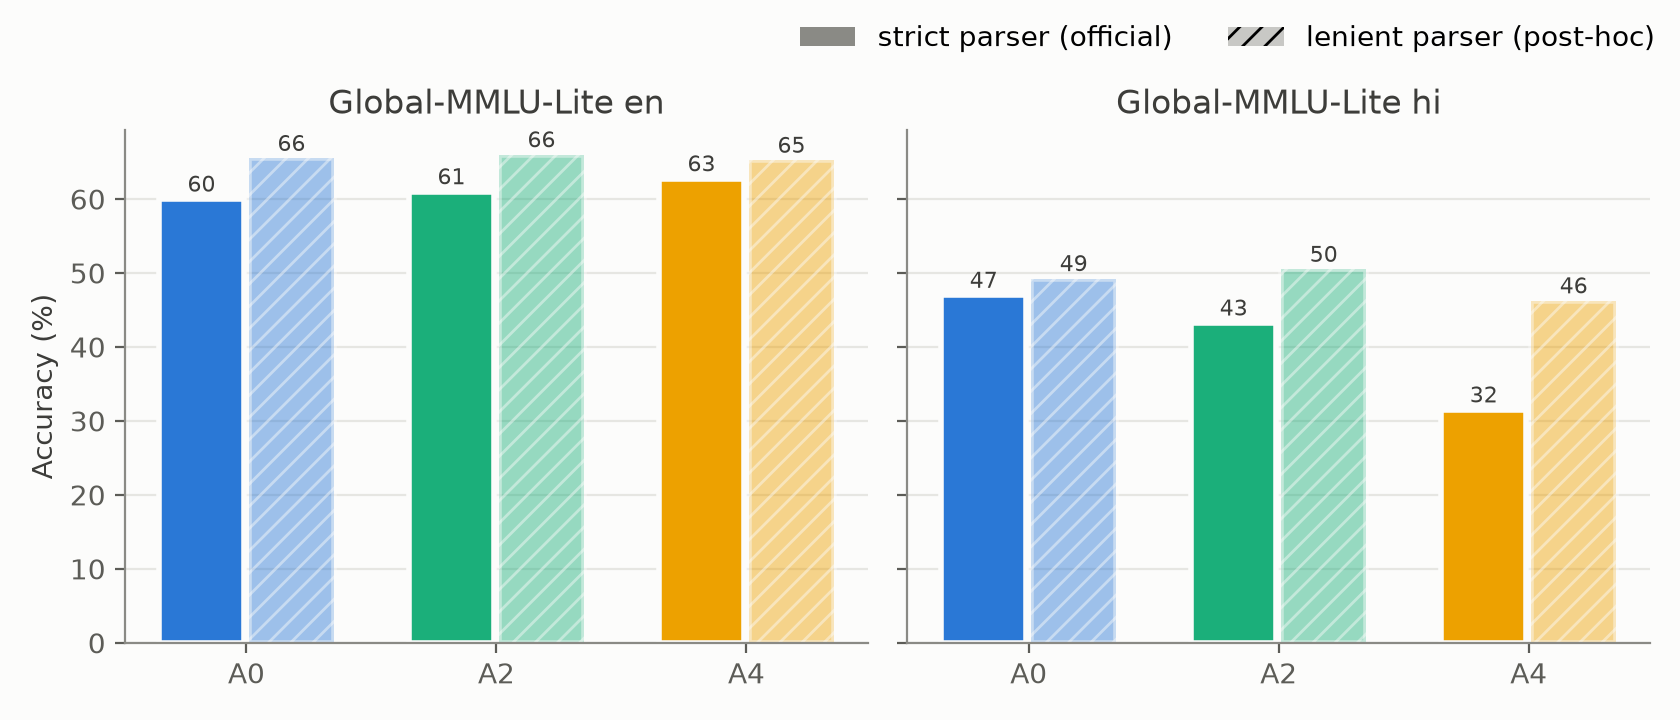 strict parser (official) lenient parser (post-hoc)
Global-MMLU-Lite en
Accuracy (%)
60
50
40
30
20
10
0
60 66 61 66 63 65
A0 A2 A4
Global-MMLU-Lite hi
47 49 43 50 32 46
A0 A2 A4